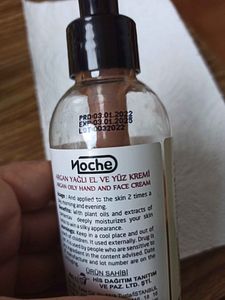 PRD:03.01.2022
EXP:03.01.2025
LOT:0032022
Noche
ARGAN YAĞLI EL VE YÜZ KREMİ
ARGAN OILY HAND AND FACE CREAM
And applied to the skin 2 times a
morning and evening.
With plant oils and extracts of
deeply moisturizes your skin
a silky appearance.
Keep in a cool place and out of
children. It used externally. Drug is
used by people who are sensitive to
content in the
date and lot number are on the
ÜRÜN SAHİBİ
HİS DAĞITIM TANITIM
VE PAZ. LTD. ŞTİ.